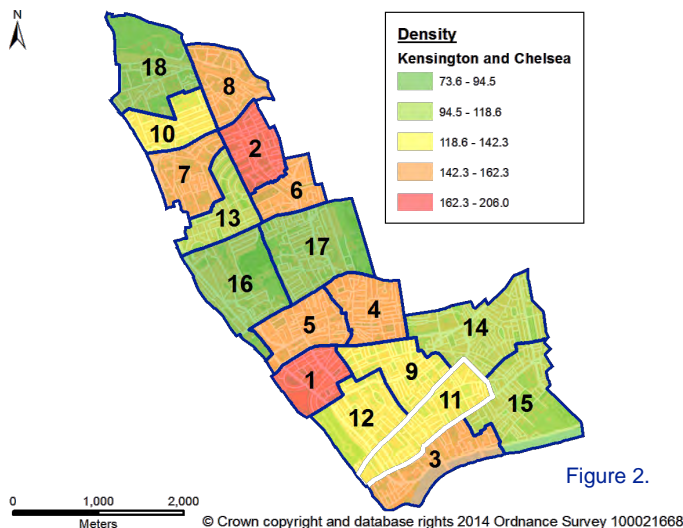 N
Density
Kensington and Chelsea
73.6 - 94.5
94.5 - 118.6
118.6 - 142.3
142.3 - 162.3
162.3 - 206.0
18
8
10
2
7
6
13
17
16
4
5
14
9
1
11
15
12
3
Figure 2.
0 1,000 2,000
Meters
© Crown copyright and database rights 2014 Ordnance Survey 100021668